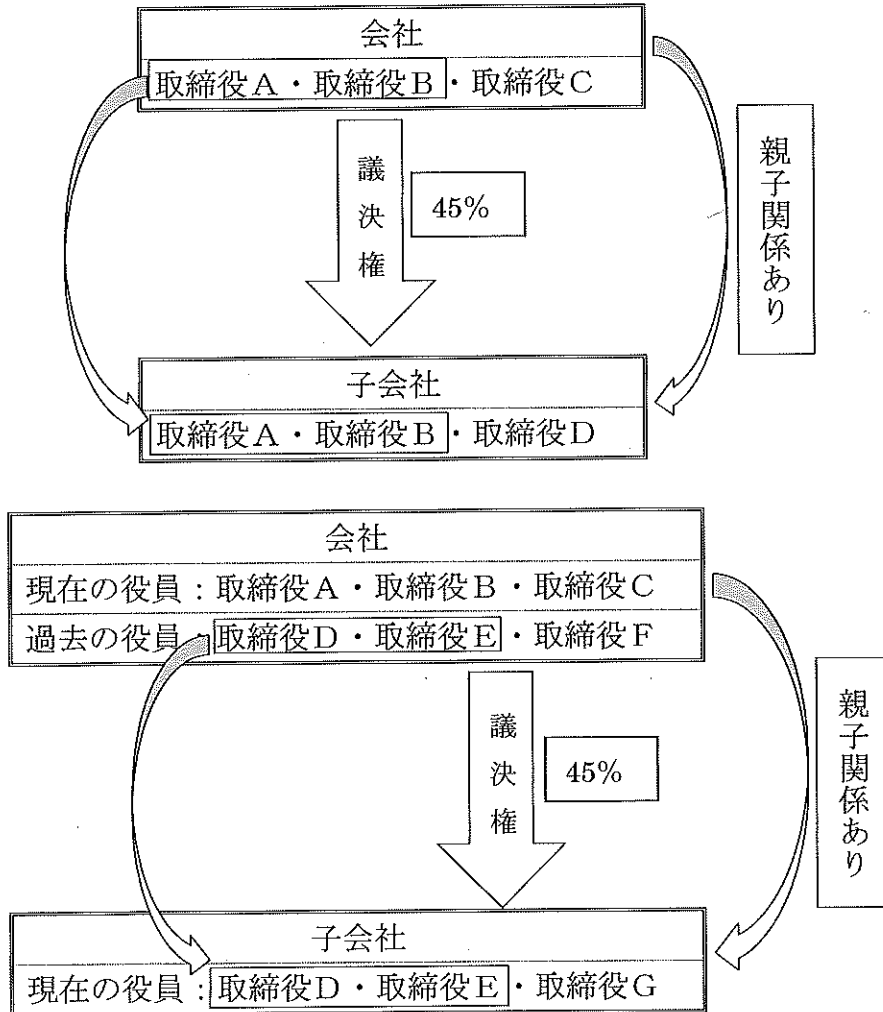 会社
取締役A・取締役B・取締役C
議決権
45%
親子関係あり
子会社
取締役A・取締役B・取締役D
会社
現在の役員：取締役A・取締役B・取締役C
過去の役員：取締役D・取締役E・取締役F
議決権
45%
親子関係あり
子会社
現在の役員：取締役D・取締役E・取締役G